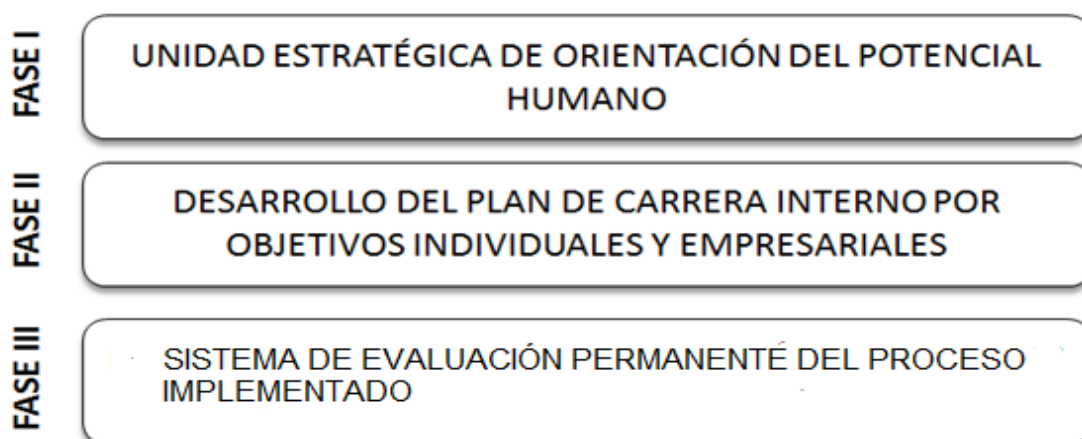 FASE I
UNIDAD ESTRATÉGICA DE ORIENTACIÓN DEL POTENCIAL
HUMANO
FASE II
DESARROLLO DEL PLAN DE CARRERA INTERNO POR
OBJETIVOS INDIVIDUALES Y EMPRESARIALES
FASE III
SISTEMA DE EVALUACIÓN PERMANENTE DEL PROCESO
IMPLEMENTADO